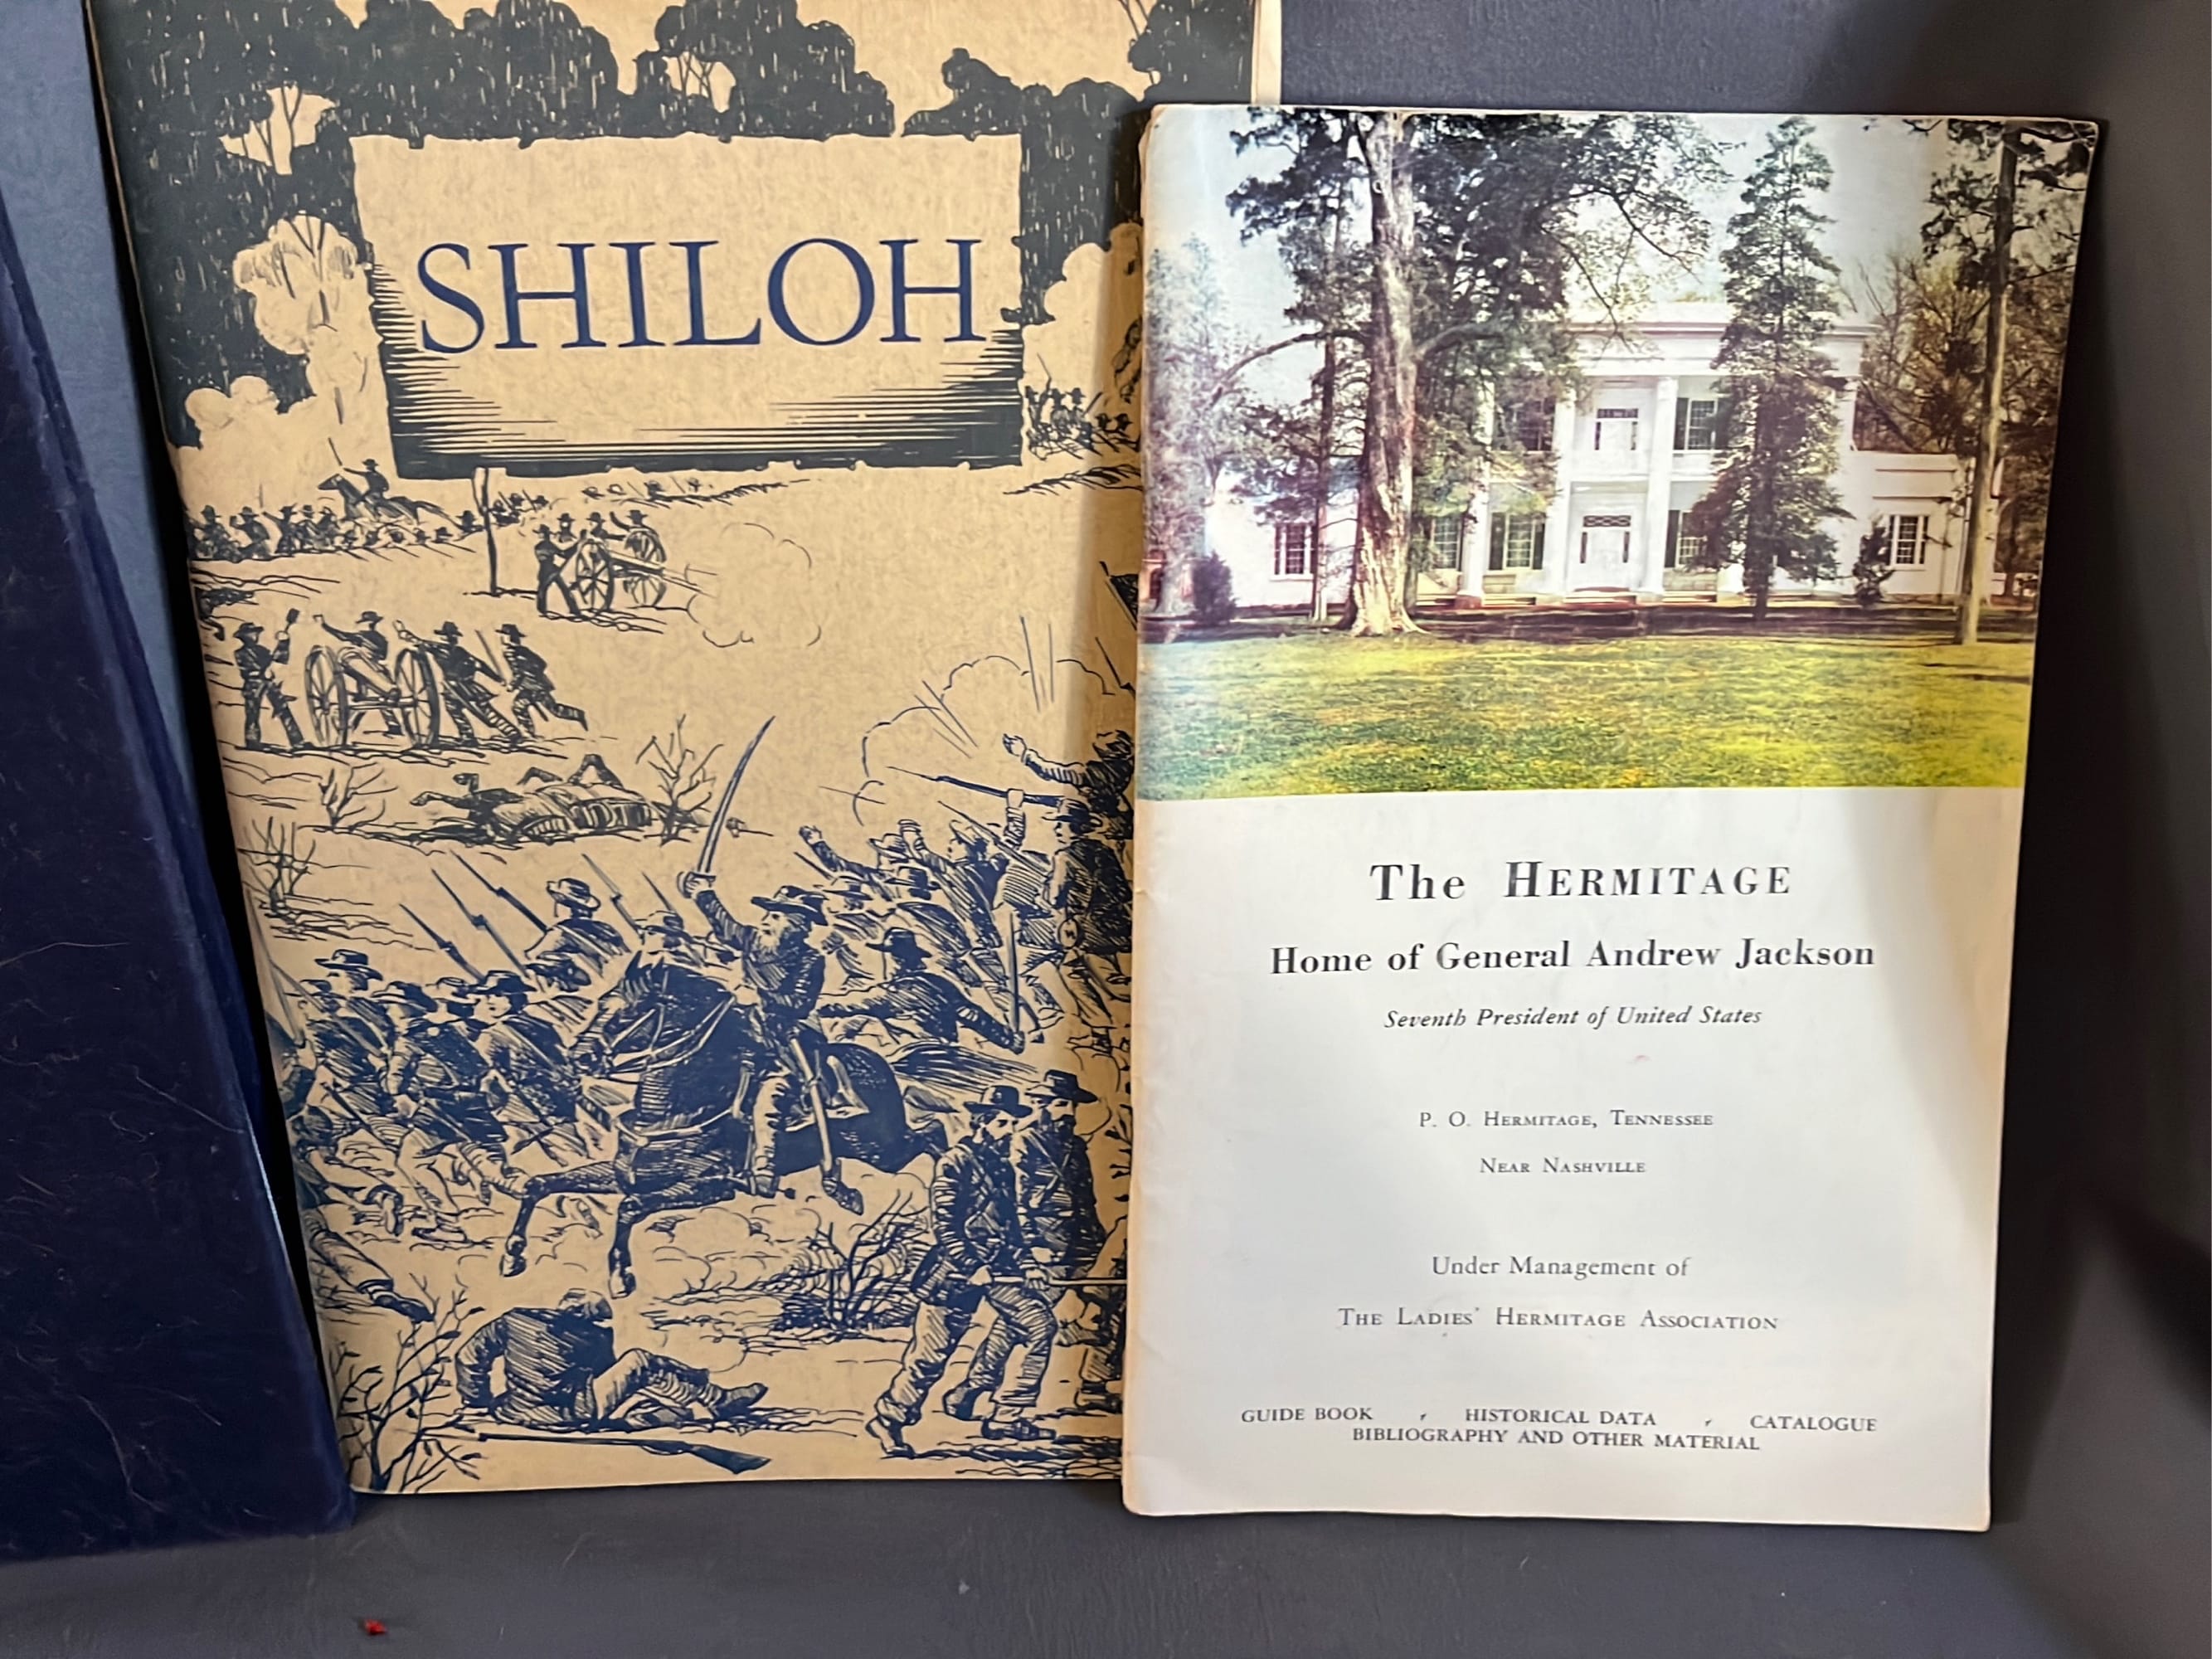 SHILOH
The HERMITAGE
Home of General Andrew Jackson
Seventh President of United States
P. O. HERMITAGE, TENNESSEE
NEAR NASHVILLE
Under Management of
THE LADIES' HERMITAGE ASSOCIATION
GUIDE BOOK ' HISTORICAL DATA ' CATALOGUE
BIBLIOGRAPHY AND OTHER MATERIAL